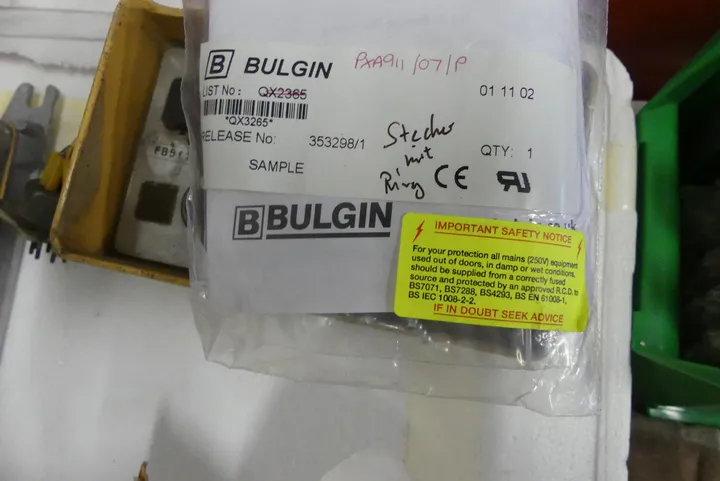 B BULGIN
PXA911/07/P
LIST No: QX2365
01 11 02
*QX3265*
RELEASE No: 353298/1
Stecker
mit
Ring
QTY: 1
SAMPLE
CE
B BULGIN
IMPORTANT SAFETY NOTICE
For your protection all mains (250V) equipment
used out of doors, in damp or wet conditions,
should be supplied from a correctly fused
source and protected by an approved R.C.D. to
BS7071, BS7288, BS4293, BS EN 61008-1,
BS IEC 1008-2-2.
IF IN DOUBT SEEK ADVICE